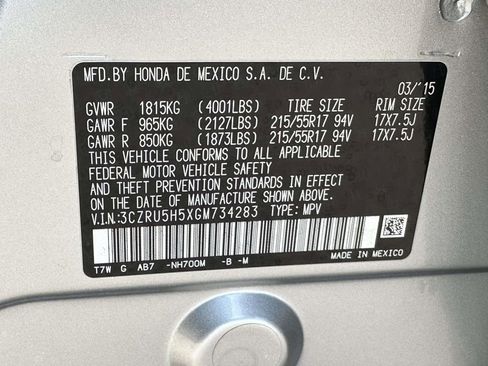 MFD.BY HONDA DE MEXICO S.A. DE C.V.
03/'15
GVWR 1815KG (4001LBS) TIRE SIZE RIM SIZE
GAWR F 965KG (2127LBS) 215/55R17 94V 17X7.5J
GAWR R 850KG (1873LBS) 215/55R17 94V 17X7.5J
THIS VEHICLE CONFORMS TO ALL APPLICABLE
FEDERAL MOTOR VEHICLE SAFETY
AND THEFT PREVENTION STANDARDS IN EFFECT
ON THE DATE OF MANUFACTURE SHOWN ABOVE.
V.I.N:3CZRU5H5XGM734283 TYPE: MPV
T7W G AB7 -NH700M -B -M
MADE IN MEXICO